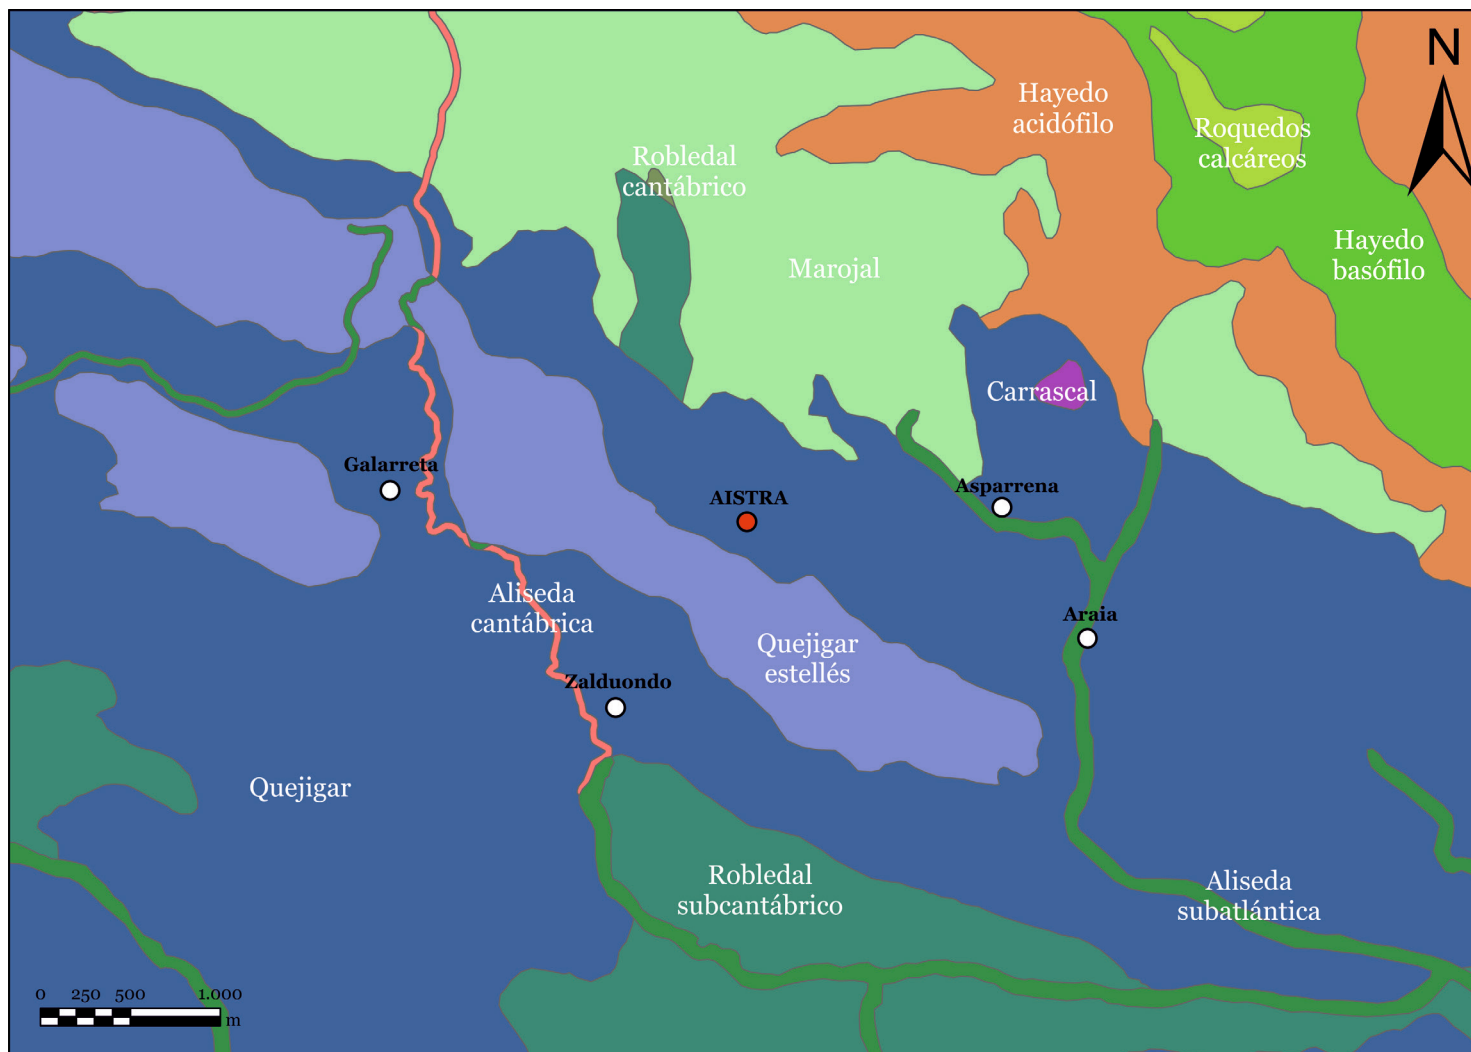 N
Hayedo
acidófilo
Roquedos
calcáreos
Robledal
cantábrico
Hayedo
basófilo
Marojal
Carrascal
Galarreta
AISTRA
Asparrena
Aliseda
cantábrica
Araia
Quejigar
estellés
Zalduondo
Quejigar
Robledal
subcantábrico
Aliseda
subatlántica
0 250 500 1.000
m